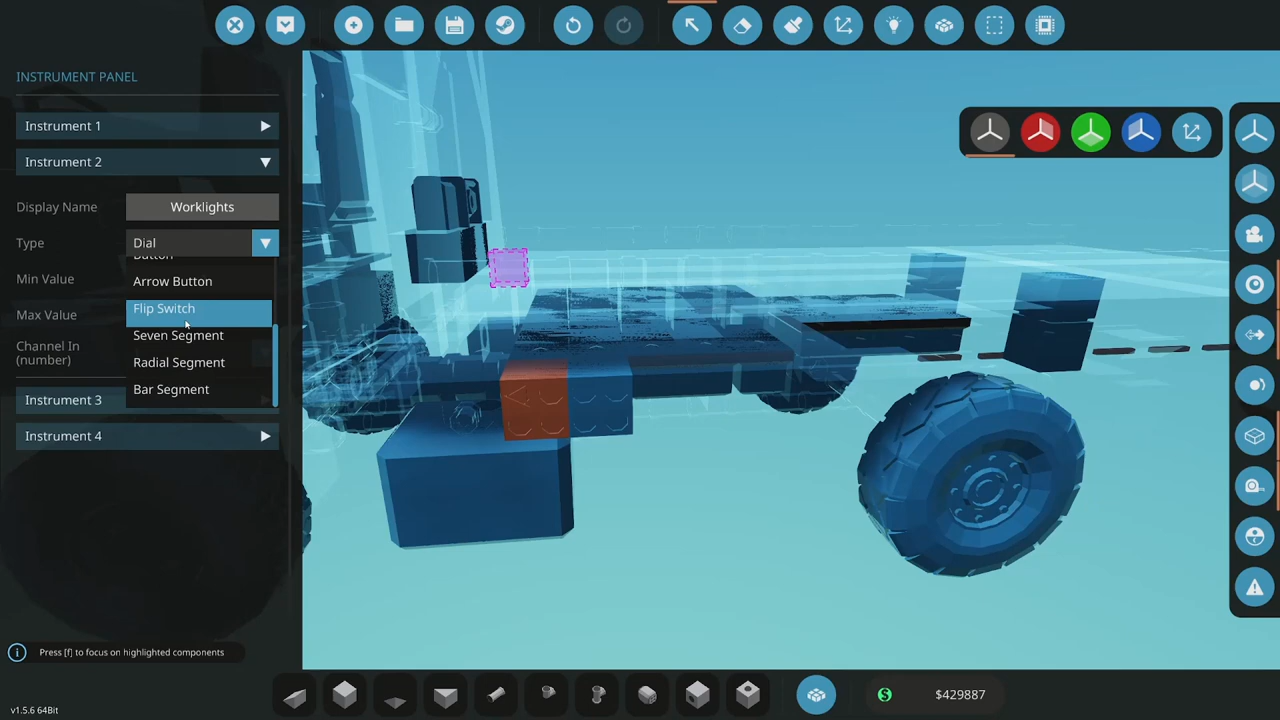 INSTRUMENT PANEL
Instrument 1
Instrument 2
Display Name Worklights
Type Dial
Button
Min Value
Arrow Button
Flip Switch
Max Value
Seven Segment
Channel In
(number)
Radial Segment
Bar Segment
Instrument 3
Instrument 4
Press [f] to focus on highlighted components
v1.5.6 64Bit
$ $429887